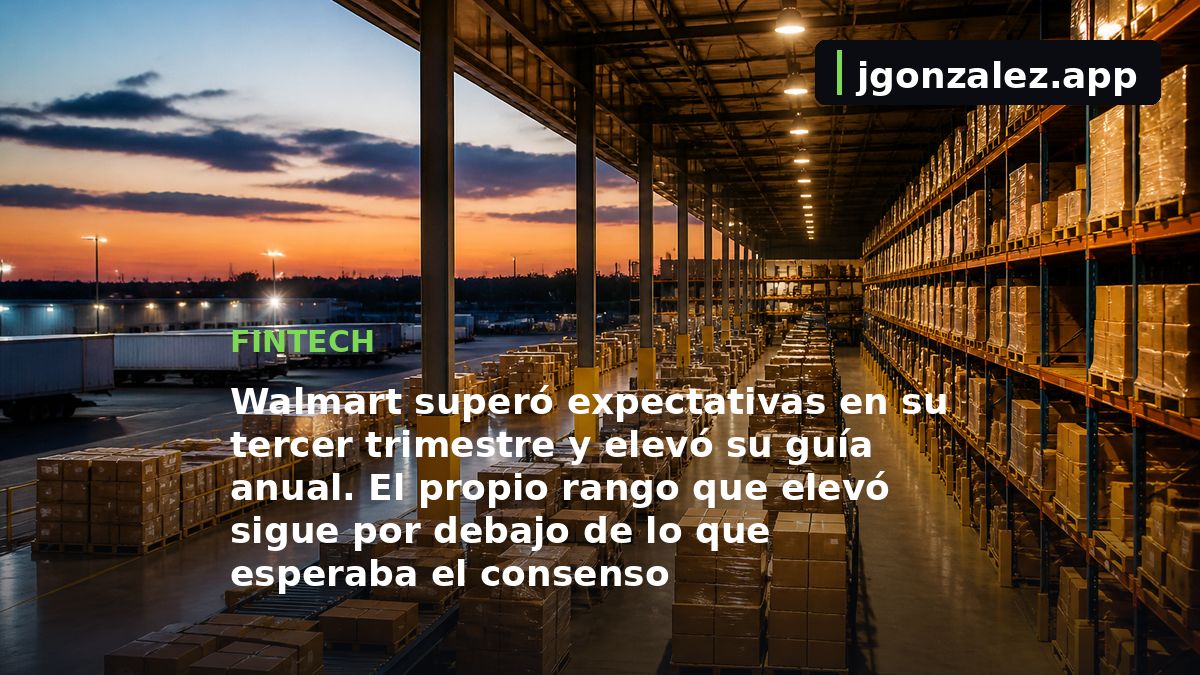 jgonzalez.app
FINTECH
Walmart superó expectativas en su
tercer trimestre y elevó su guía
anual. El propio rango que elevó
sigue por debajo de lo que
esperaba el consenso